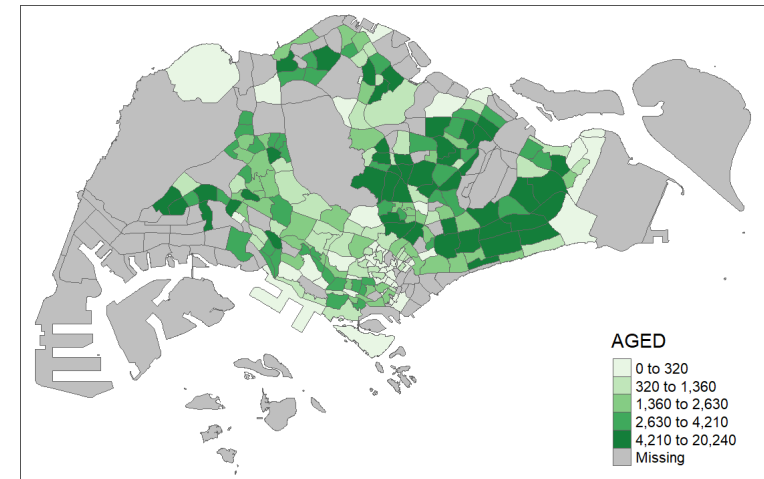 AGED
0 to 320
320 to 1,360
1,360 to 2,630
2,630 to 4,210
4,210 to 20,240
Missing